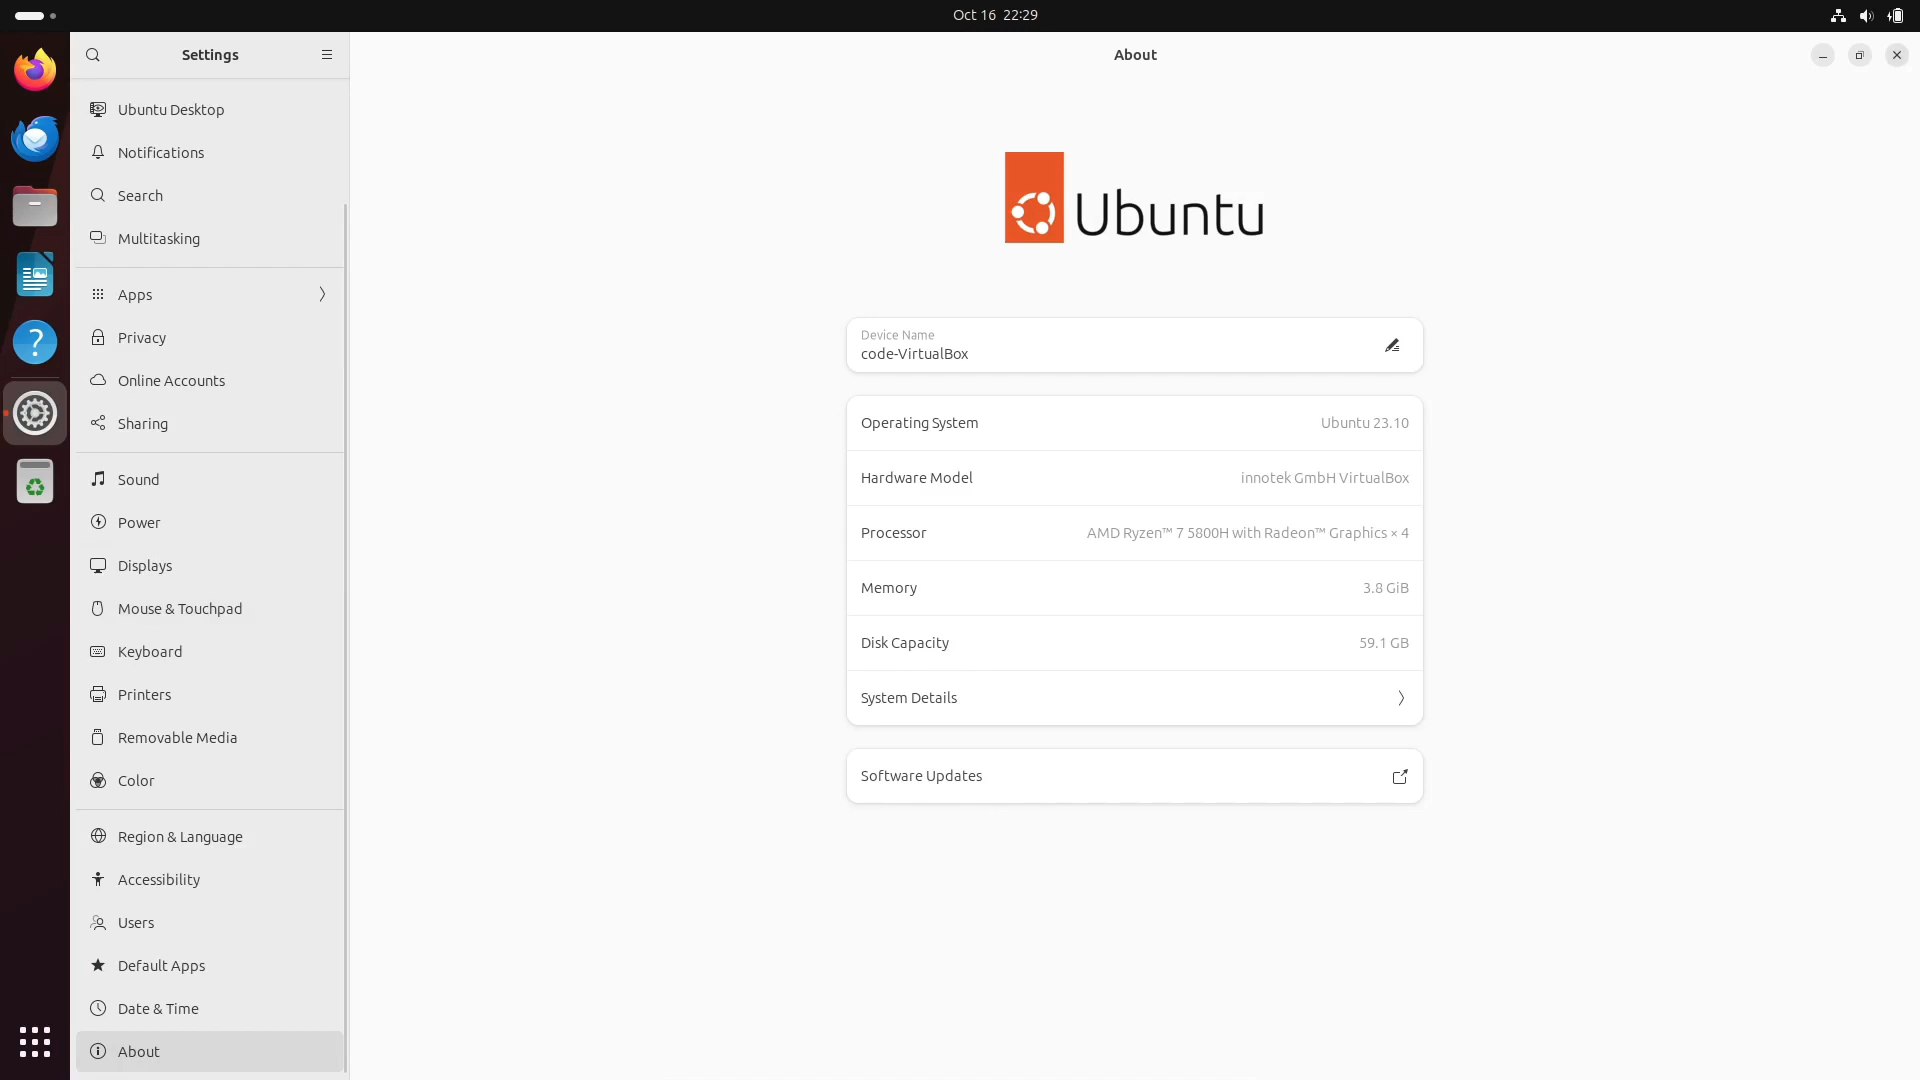 Oct 16 22:29
Settings
About
Ubuntu Desktop
Notifications
Search
Multitasking
Apps
Privacy
Online Accounts
Sharing
Sound
Power
Displays
Mouse & Touchpad
Keyboard
Printers
Removable Media
Color
Region & Language
Accessibility
Users
Default Apps
Date & Time
About
Ubuntu
Device Name
code-VirtualBox
Operating System Ubuntu 23.10
Hardware Model innotek GmbH VirtualBox
Processor AMD Ryzen™ 7 5800H with Radeon™ Graphics × 4
Memory 3.8 GiB
Disk Capacity 59.1 GB
System Details
Software Updates